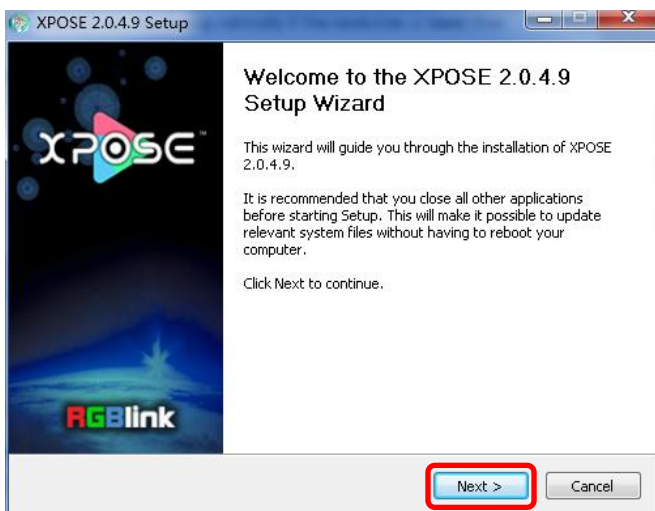 XPOSE 2.0.4.9 Setup
XPOSE™
Welcome to the XPOSE 2.0.4.9
Setup Wizard
This wizard will guide you through the installation of XPOSE
2.0.4.9.
It is recommended that you close all other applications
before starting Setup. This will make it possible to update
relevant system files without having to reboot your
computer.
Click Next to continue.
RGBlink
Next >
Cancel